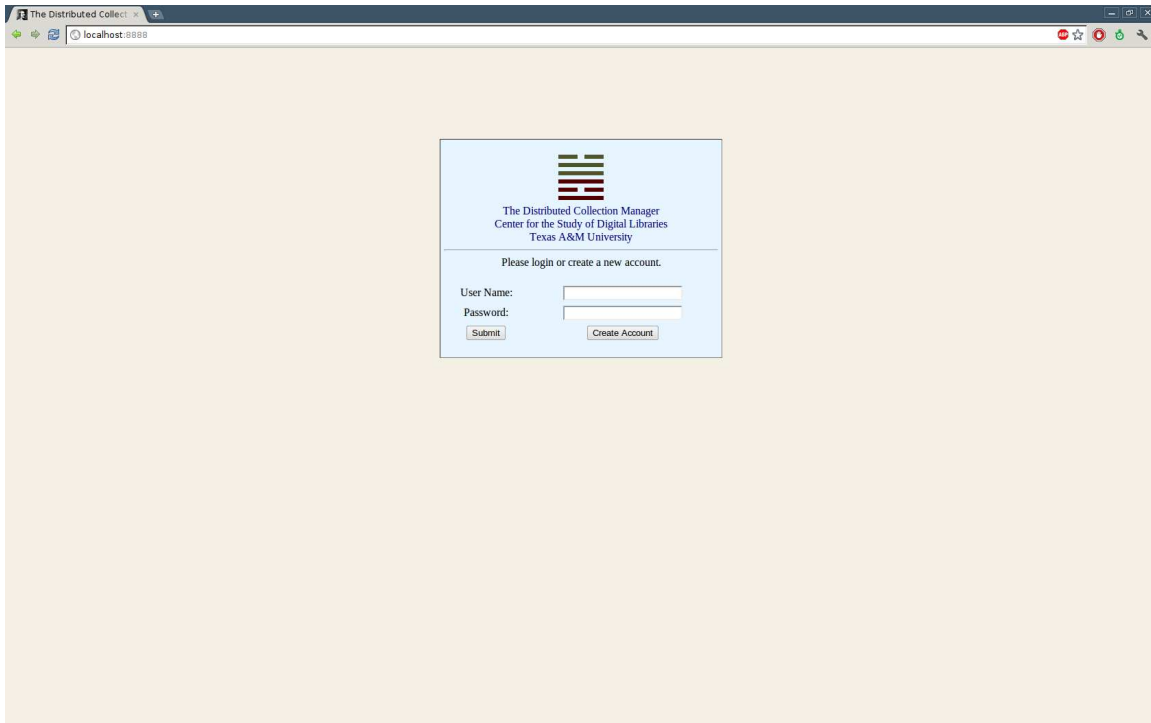 The Distributed Collect
localhost:8888
ABP
The Distributed Collection Manager
Center for the Study of Digital Libraries
Texas A&M University
Please login or create a new account.
User Name:
Password:
Submit Create Account